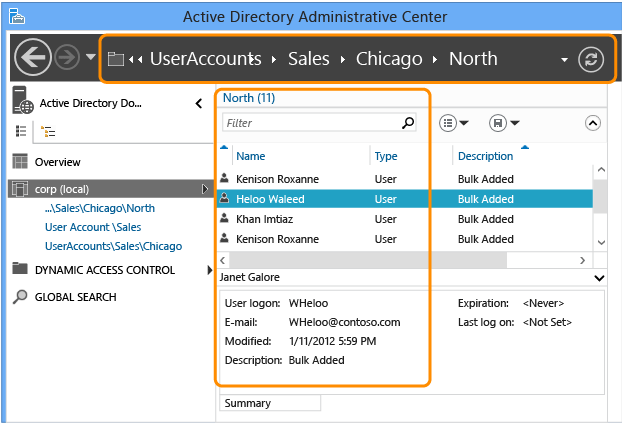 Active Directory Administrative Center
UserAccounts Sales Chicago North
Active Directory Do...
North (11)
Filter
Name Type Description
Kenison Roxanne User Bulk Added
Heloo Waleed User Bulk Added
Khan Imtiaz User Bulk Added
Kenison Roxanne User Bulk Added
Overview
corp (local)
...\Sales\Chicago\North
User Account \Sales
UserAccounts\Sales\Chicago
DYNAMIC ACCESS CONTROL
GLOBAL SEARCH
Janet Galore
User logon: WHeloo Expiration: <Never>
E-mail: WHeloo@contoso.com Last log on: <Not Set>
Modified: 1/11/2012 5:59 PM
Description: Bulk Added
Summary